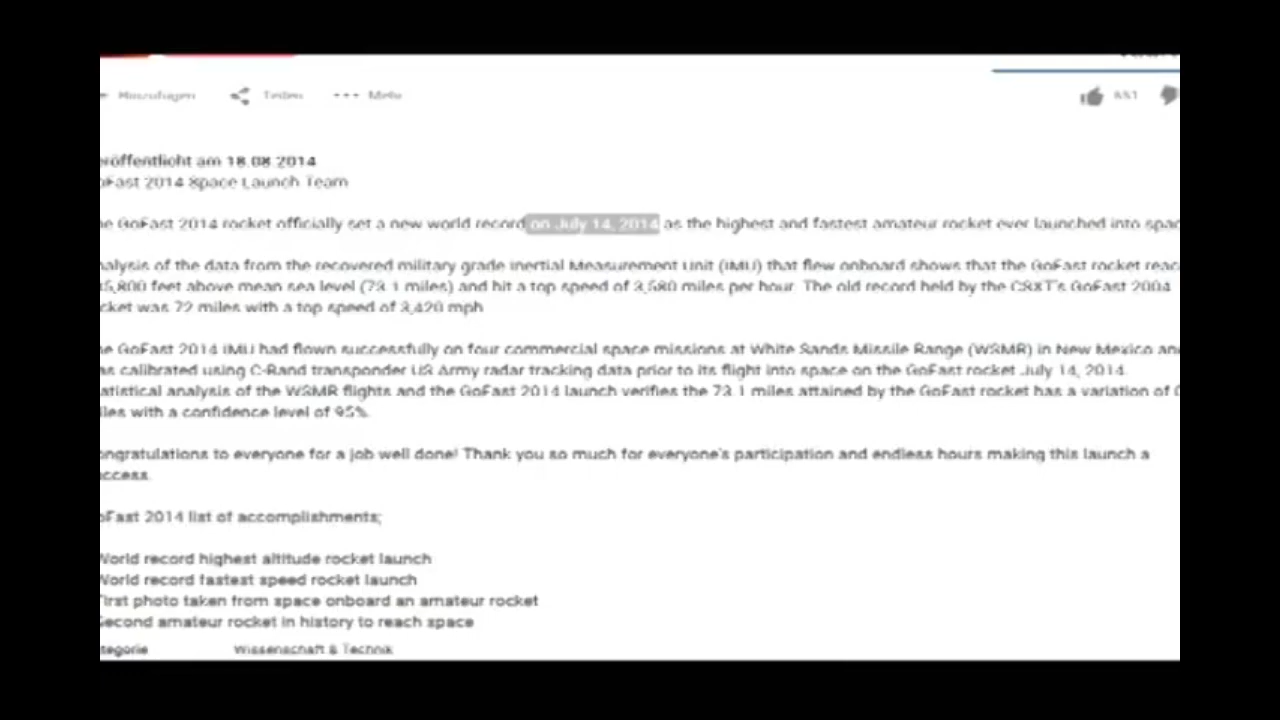 Hinzufügen Teilen Mehr 651
eröffentlicht am 18.08.2014
oFast 2014 Space Launch Team
he GoFast 2014 rocket officially set a new world record on July 14, 2014 as the highest and fastest amateur rocket ever launched into spac
nalysis of the data from the recovered military grade Inertial Measurement Unit (IMU) that flew onboard shows that the GoFast rocket reac
5,800 feet above mean sea level (73.1 miles) and hit a top speed of 3,580 miles per hour. The old record held by the CSXT's GoFast 2004
cket was 72 miles with a top speed of 3,420 mph
he GoFast 2014 IMU had flown successfully on four commercial space missions at White Sands Missile Range (WSMR) in New Mexico and
as calibrated using C-Band transponder US Army radar tracking data prior to its flight into space on the GoFast rocket July 14, 2014.
atistical analysis of the WSMR flights and the GoFast 2014 launch verifies the 73.1 miles attained by the GoFast rocket has a variation of
iles with a confidence level of 95%.
ongratulations to everyone for a job well done! Thank you so much for everyone's participation and endless hours making this launch a
ccess.
oFast 2014 list of accomplishments;
World record highest altitude rocket launch
World record fastest speed rocket launch
First photo taken from space onboard an amateur rocket
Second amateur rocket in history to reach space
tegorie Wissenschaft & Technik